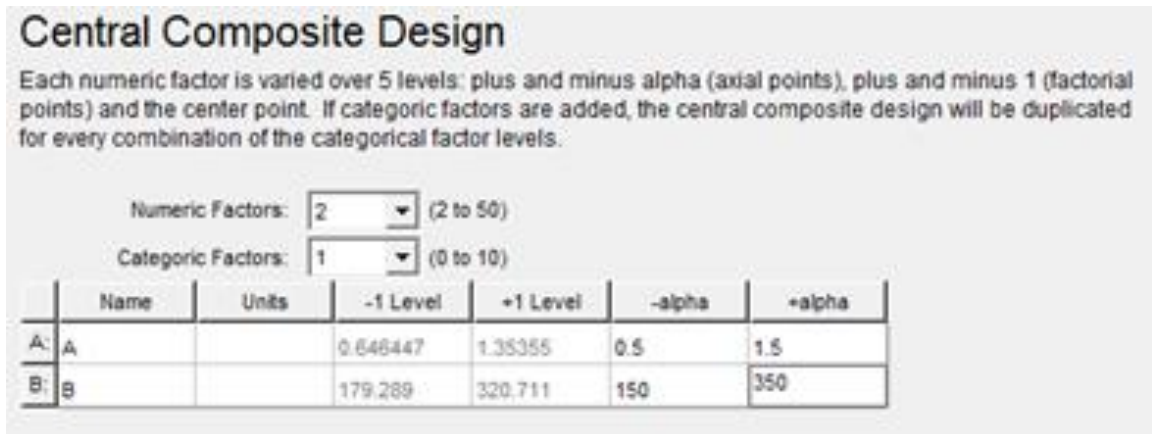 Central Composite Design
Each numeric factor is varied over 5 levels: plus and minus alpha (axial points), plus and minus 1 (factorial
points) and the center point. If categoric factors are added, the central composite design will be duplicated
for every combination of the categorical factor levels.
Numeric Factors: 2 (2 to 50)
Categoric Factors: 1 (0 to 10)
Name Units -1 Level +1 Level -alpha +alpha
A: A 0.646447 1.35355 0.5 1.5
B: B 179.289 320.711 150 350